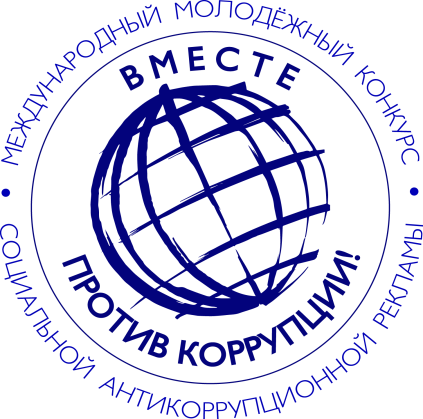 МЕЖДУНАРОДНЫЙ МОЛОДЁЖНЫЙ КОНКУРС
СОЦИАЛЬНОЙ АНТИКОРРУПЦИОННОЙ РЕКЛАМЫ
ВМЕСТЕ
ПРОТИВ КОРРУПЦИИ!